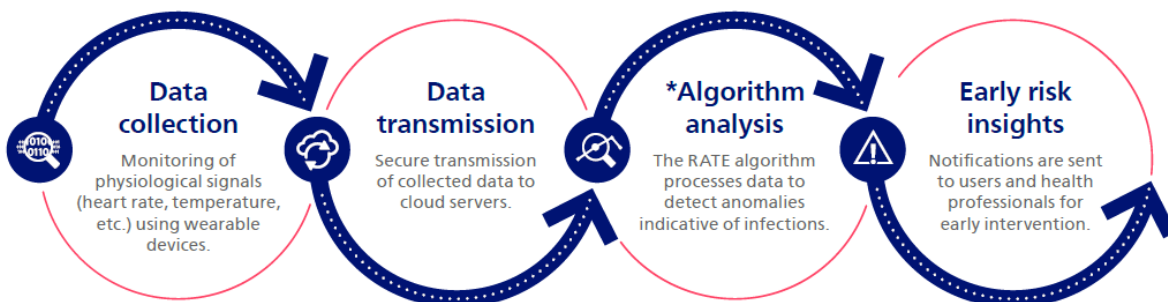 Data
collection
Monitoring of
physiological signals
(heart rate, temperature,
etc.) using wearable
devices.
Data
transmission
Secure transmission
of collected data to
cloud servers.
*Algorithm
analysis
The RATE algorithm
processes data to
detect anomalies
indicative of infections.
Early risk
insights
Notifications are sent
to users and health
professionals for
early intervention.